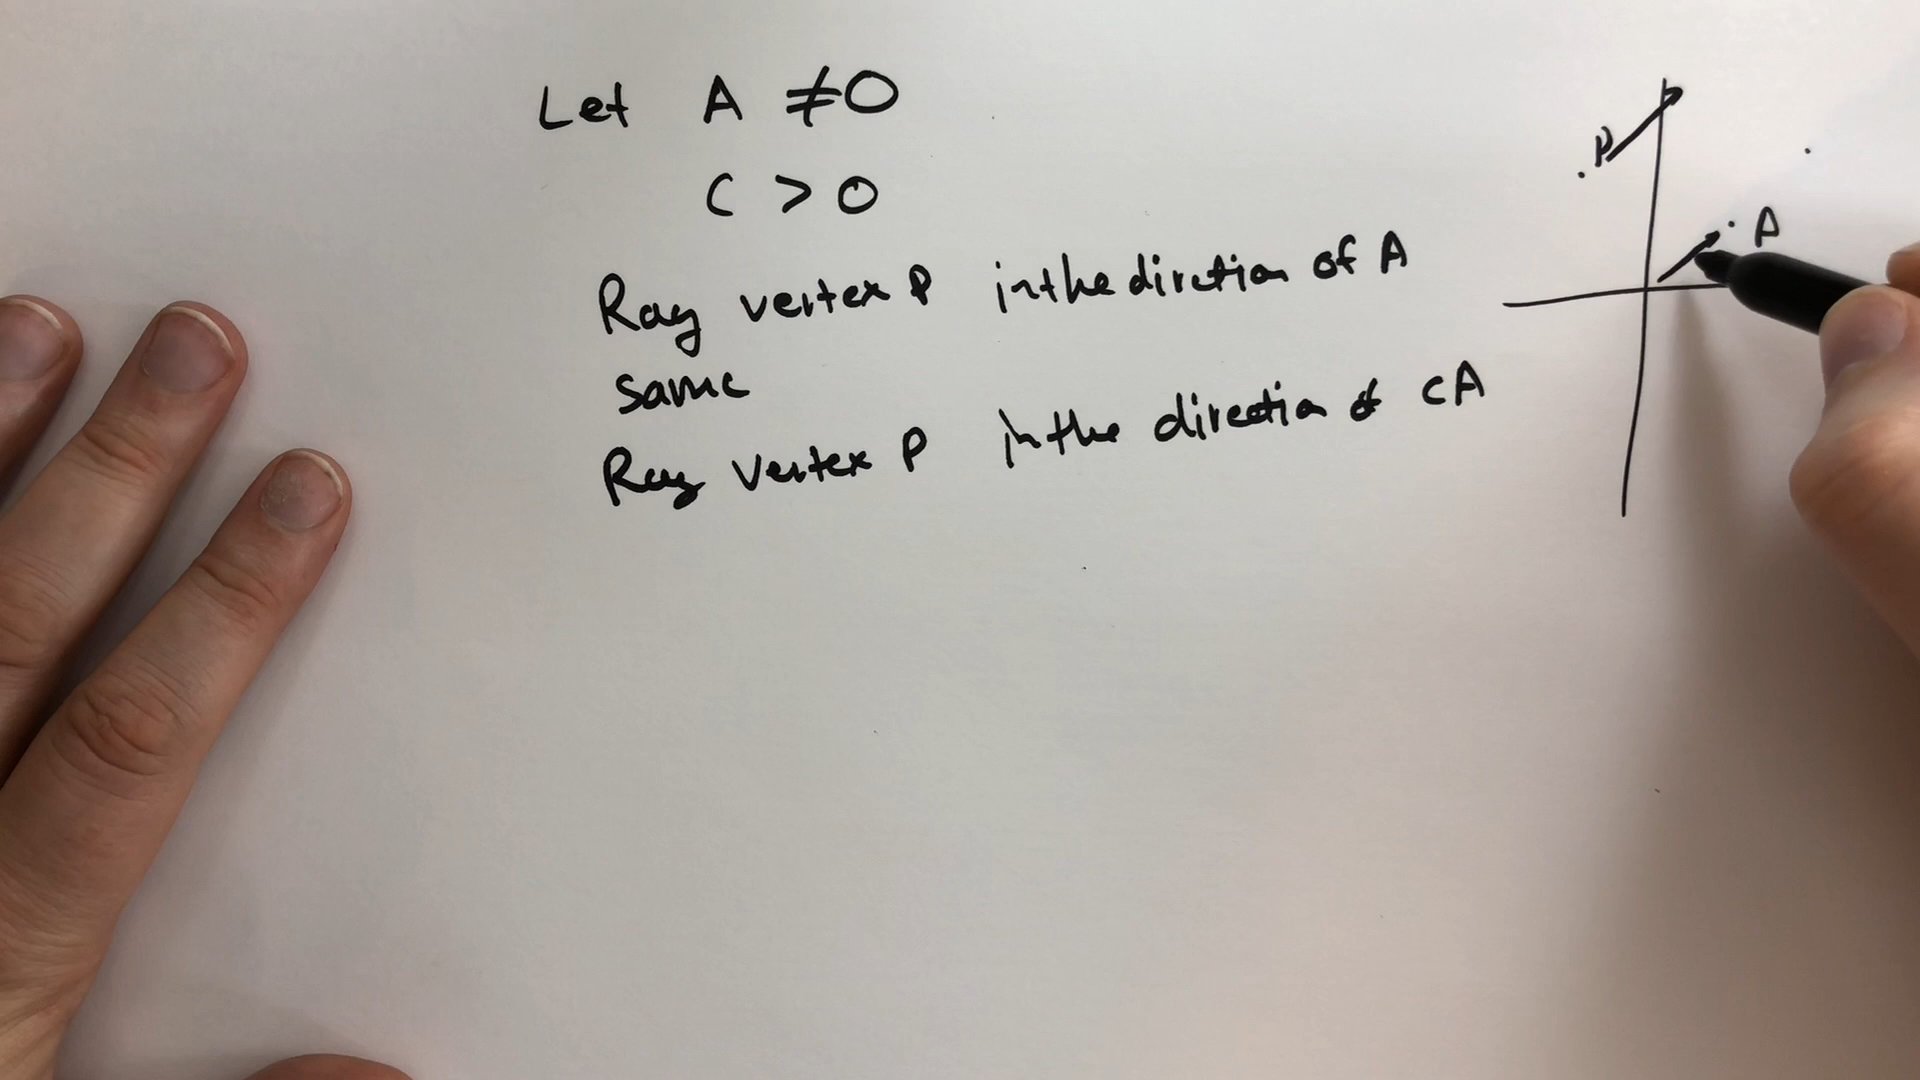 Let A ≠ 0
C > 0
Ray vertex P in the direction of A
same
Ray vertex P in the direction of cA
P
A